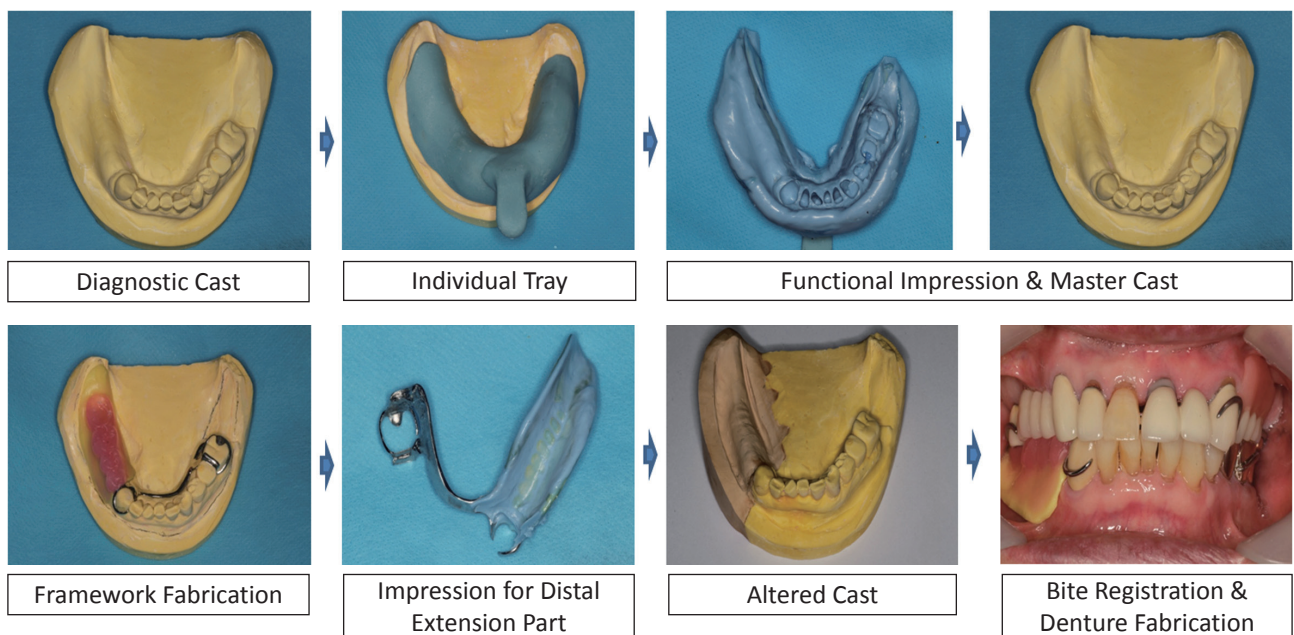 Diagnostic Cast
Individual Tray
Functional Impression & Master Cast
Framework Fabrication
Impression for Distal
Extension Part
Altered Cast
Bite Registration &
Denture Fabrication